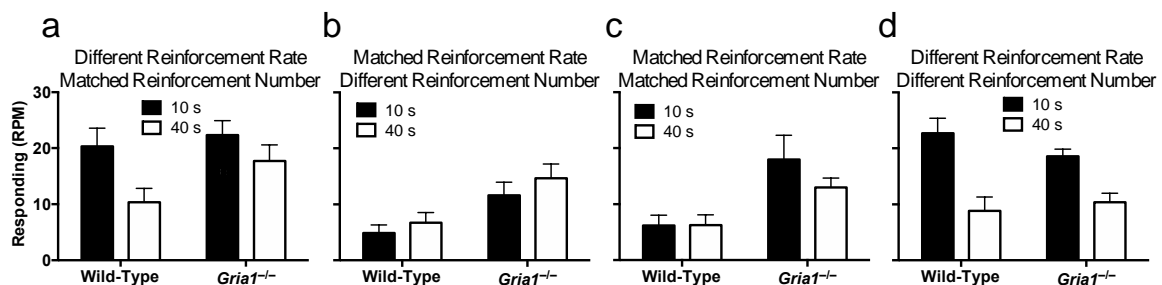 a
Different Reinforcement Rate
Matched Reinforcement Number
Responding (RPM)
30
20
10
0
10 s
40 s
Wild-Type
Gria1–/–
b
Matched Reinforcement Rate
Different Reinforcement Number
10 s
40 s
Wild-Type
Gria1–/–
c
Matched Reinforcement Rate
Matched Reinforcement Number
10 s
40 s
Wild-Type
Gria1–/–
d
Different Reinforcement Rate
Different Reinforcement Number
10 s
40 s
Wild-Type
Gria1–/–